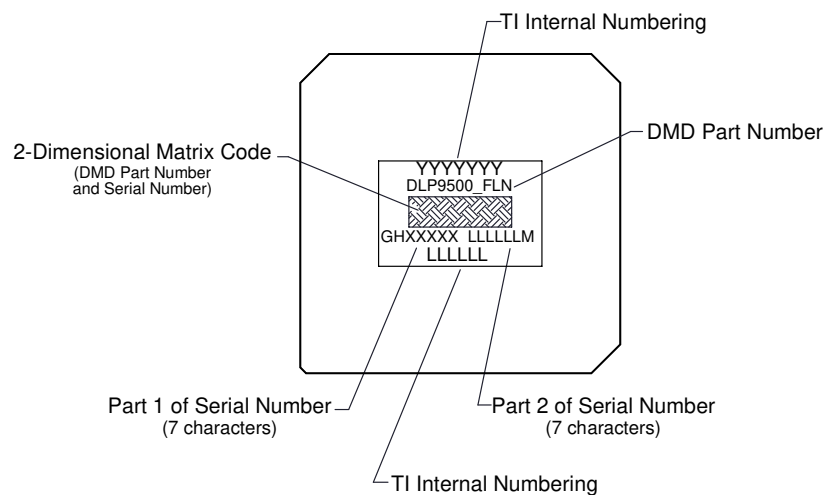 TI Internal Numbering
DMD Part Number
2-Dimensional Matrix Code
(DMD Part Number
and Serial Number)
YYYYYYY
DLP9500_FLN
GHXXXXX LLLLLLM
LLLLLL
Part 1 of Serial Number
(7 characters)
Part 2 of Serial Number
(7 characters)
TI Internal Numbering